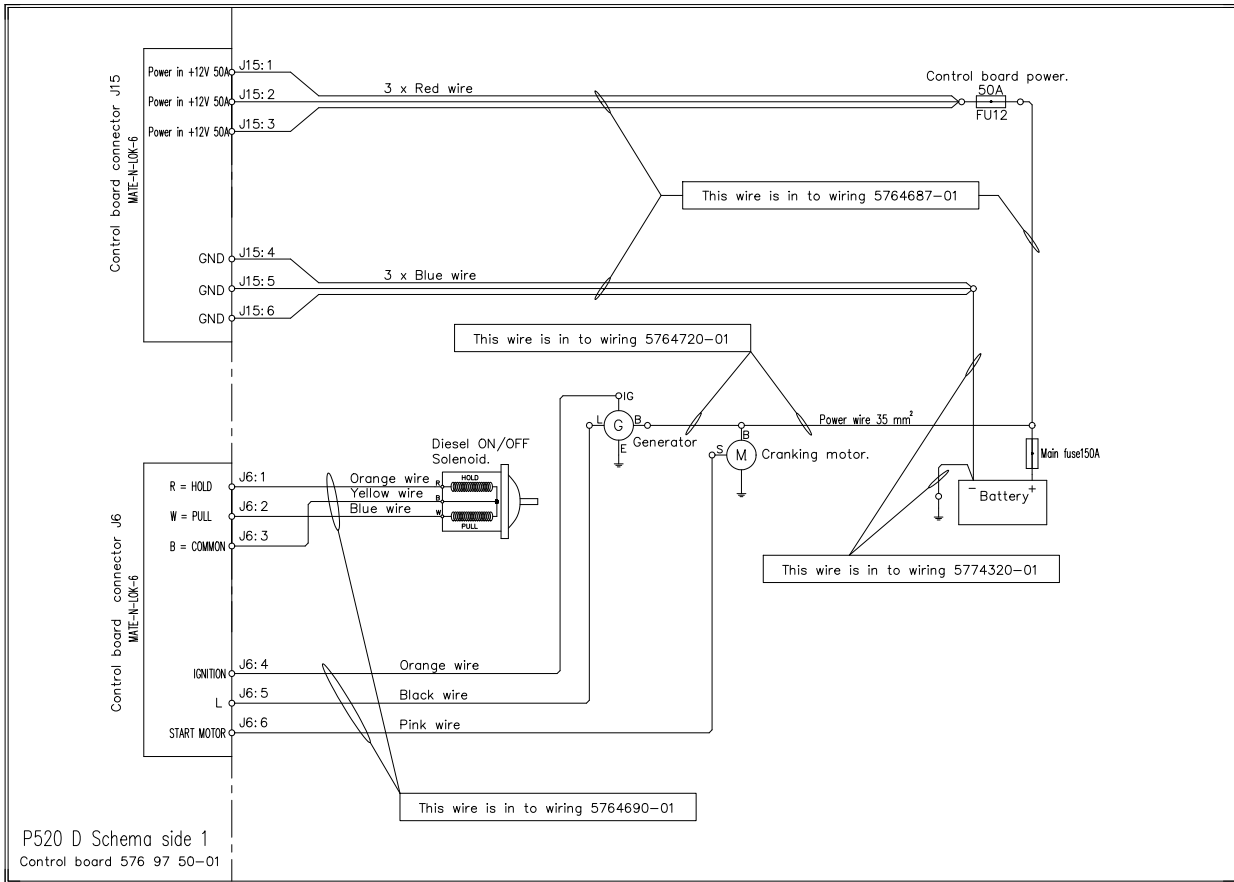 Control board connector J15
MATE-N-LOK-6
Power in +12V 50A
J15:1
Power in +12V 50A
J15:2
Power in +12V 50A
J15:3
3 x Red wire
Control board power.
50A
FU12
This wire is in to wiring 5764687-01
GND
J15:4
GND
J15:5
GND
J15:6
3 x Blue wire
This wire is in to wiring 5764720-01
IG
L
G
B
E
Generator
Power wire 35 mm²
B
S
M
Cranking motor.
Main fuse150A
- Battery +
This wire is in to wiring 5774320-01
Diesel ON/OFF
Solenoid.
Control board connector J6
MATE-N-LOK-6
R = HOLD
J6:1
Orange wire
R
HOLD
W = PULL
J6:2
Yellow wire
B
B = COMMON
J6:3
Blue wire
W
PULL
IGNITION
J6:4
Orange wire
L
J6:5
Black wire
START MOTOR
J6:6
Pink wire
This wire is in to wiring 5764690-01
P520 D Schema side 1
Control board 576 97 50-01